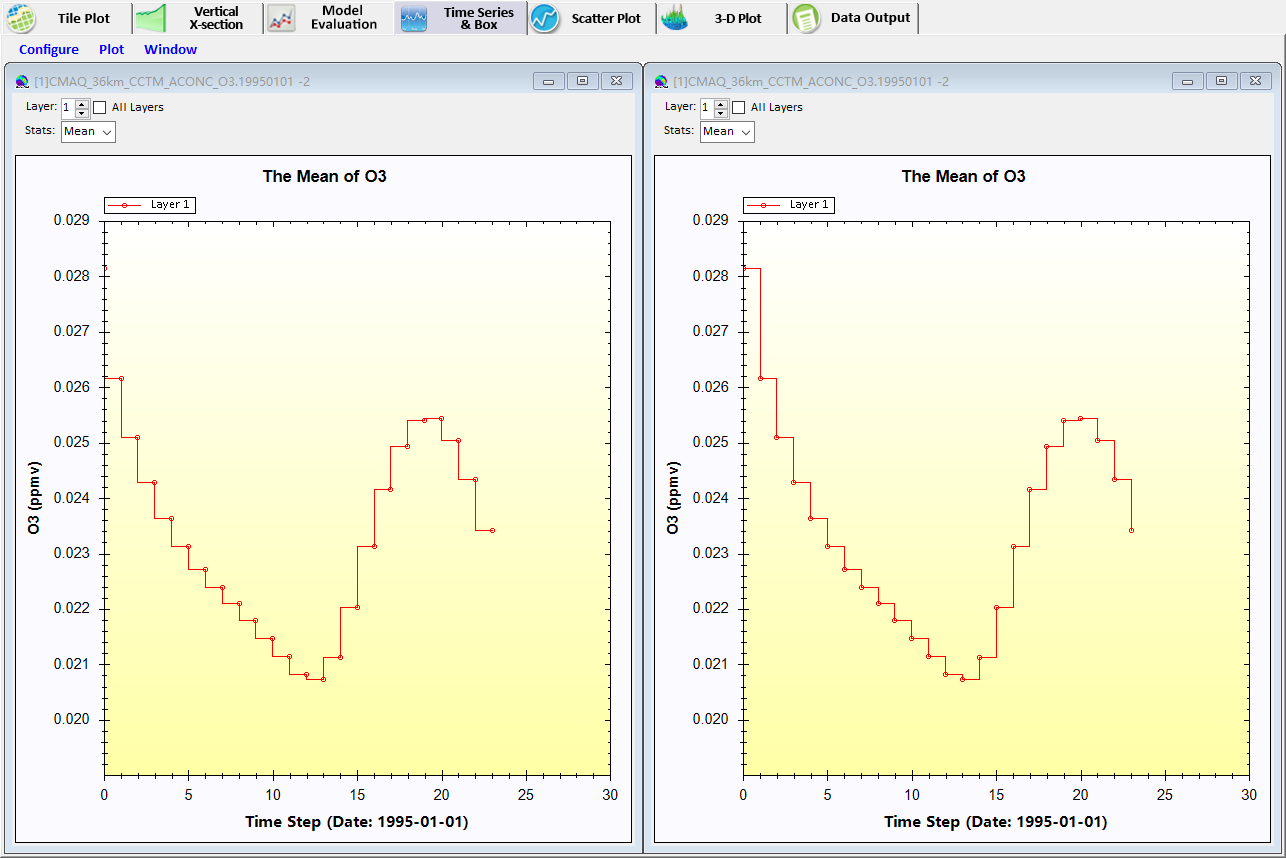 Tile Plot
Vertical
X-section
Model
Evaluation
Time Series
& Box
Scatter Plot
3-D Plot
Data Output
Configure Plot Window
[1]CMAQ_36km_CCTM_ACONC_O3.19950101 -2
Layer: 1 All Layers
Stats: Mean
The Mean of O3
Layer 1
0.029
0.028
0.027
0.026
0.025
0.024
0.023
0.022
0.021
0.020
O3 (ppmv)
0 5 10 15 20 25 30
Time Step (Date: 1995-01-01)
[1]CMAQ_36km_CCTM_ACONC_O3.19950101 -2
Layer: 1 All Layers
Stats: Mean
The Mean of O3
Layer 1
0.029
0.028
0.027
0.026
0.025
0.024
0.023
0.022
0.021
0.020
O3 (ppmv)
0 5 10 15 20 25 30
Time Step (Date: 1995-01-01)